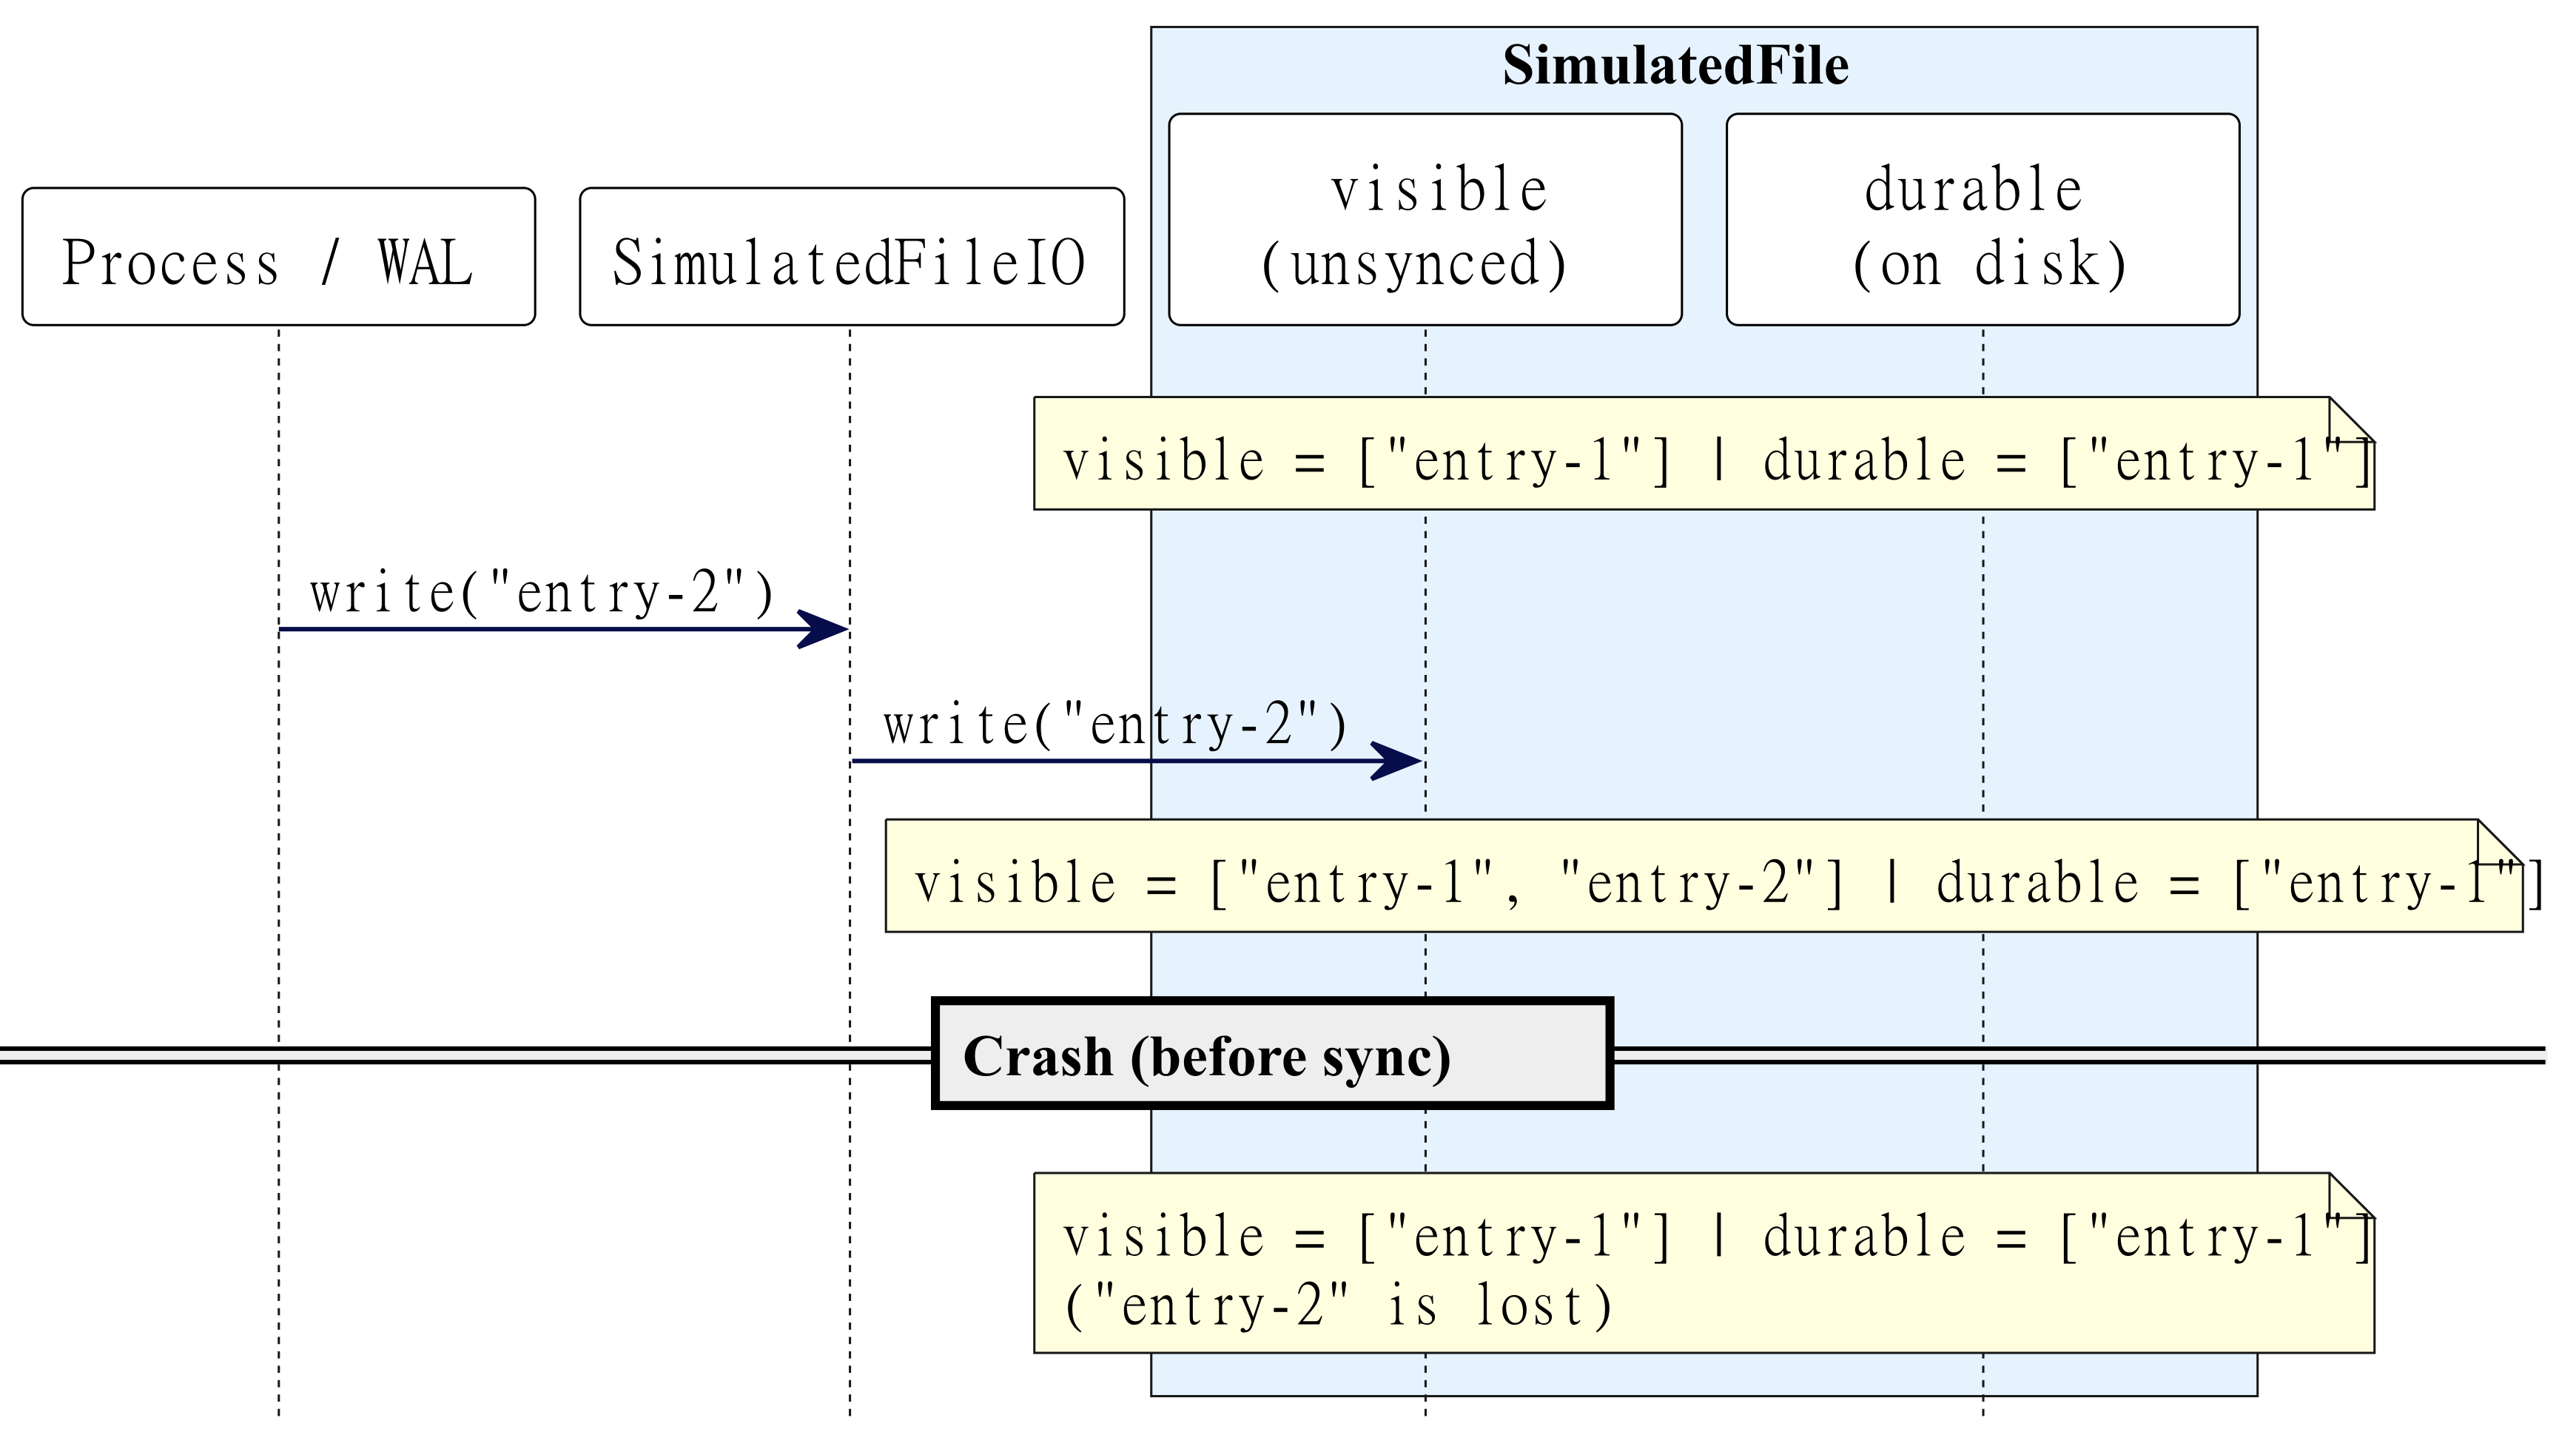 SimulatedFile
Process / WAL
SimulatedFileIO
visible
(unsynced)
durable
(on disk)
visible = ["entry-1"] | durable = ["entry-1"]
write("entry-2")
write("entry-2")
visible = ["entry-1", "entry-2"] | durable = ["entry-1"]
Crash (before sync)
visible = ["entry-1"] | durable = ["entry-1"]
("entry-2" is lost)